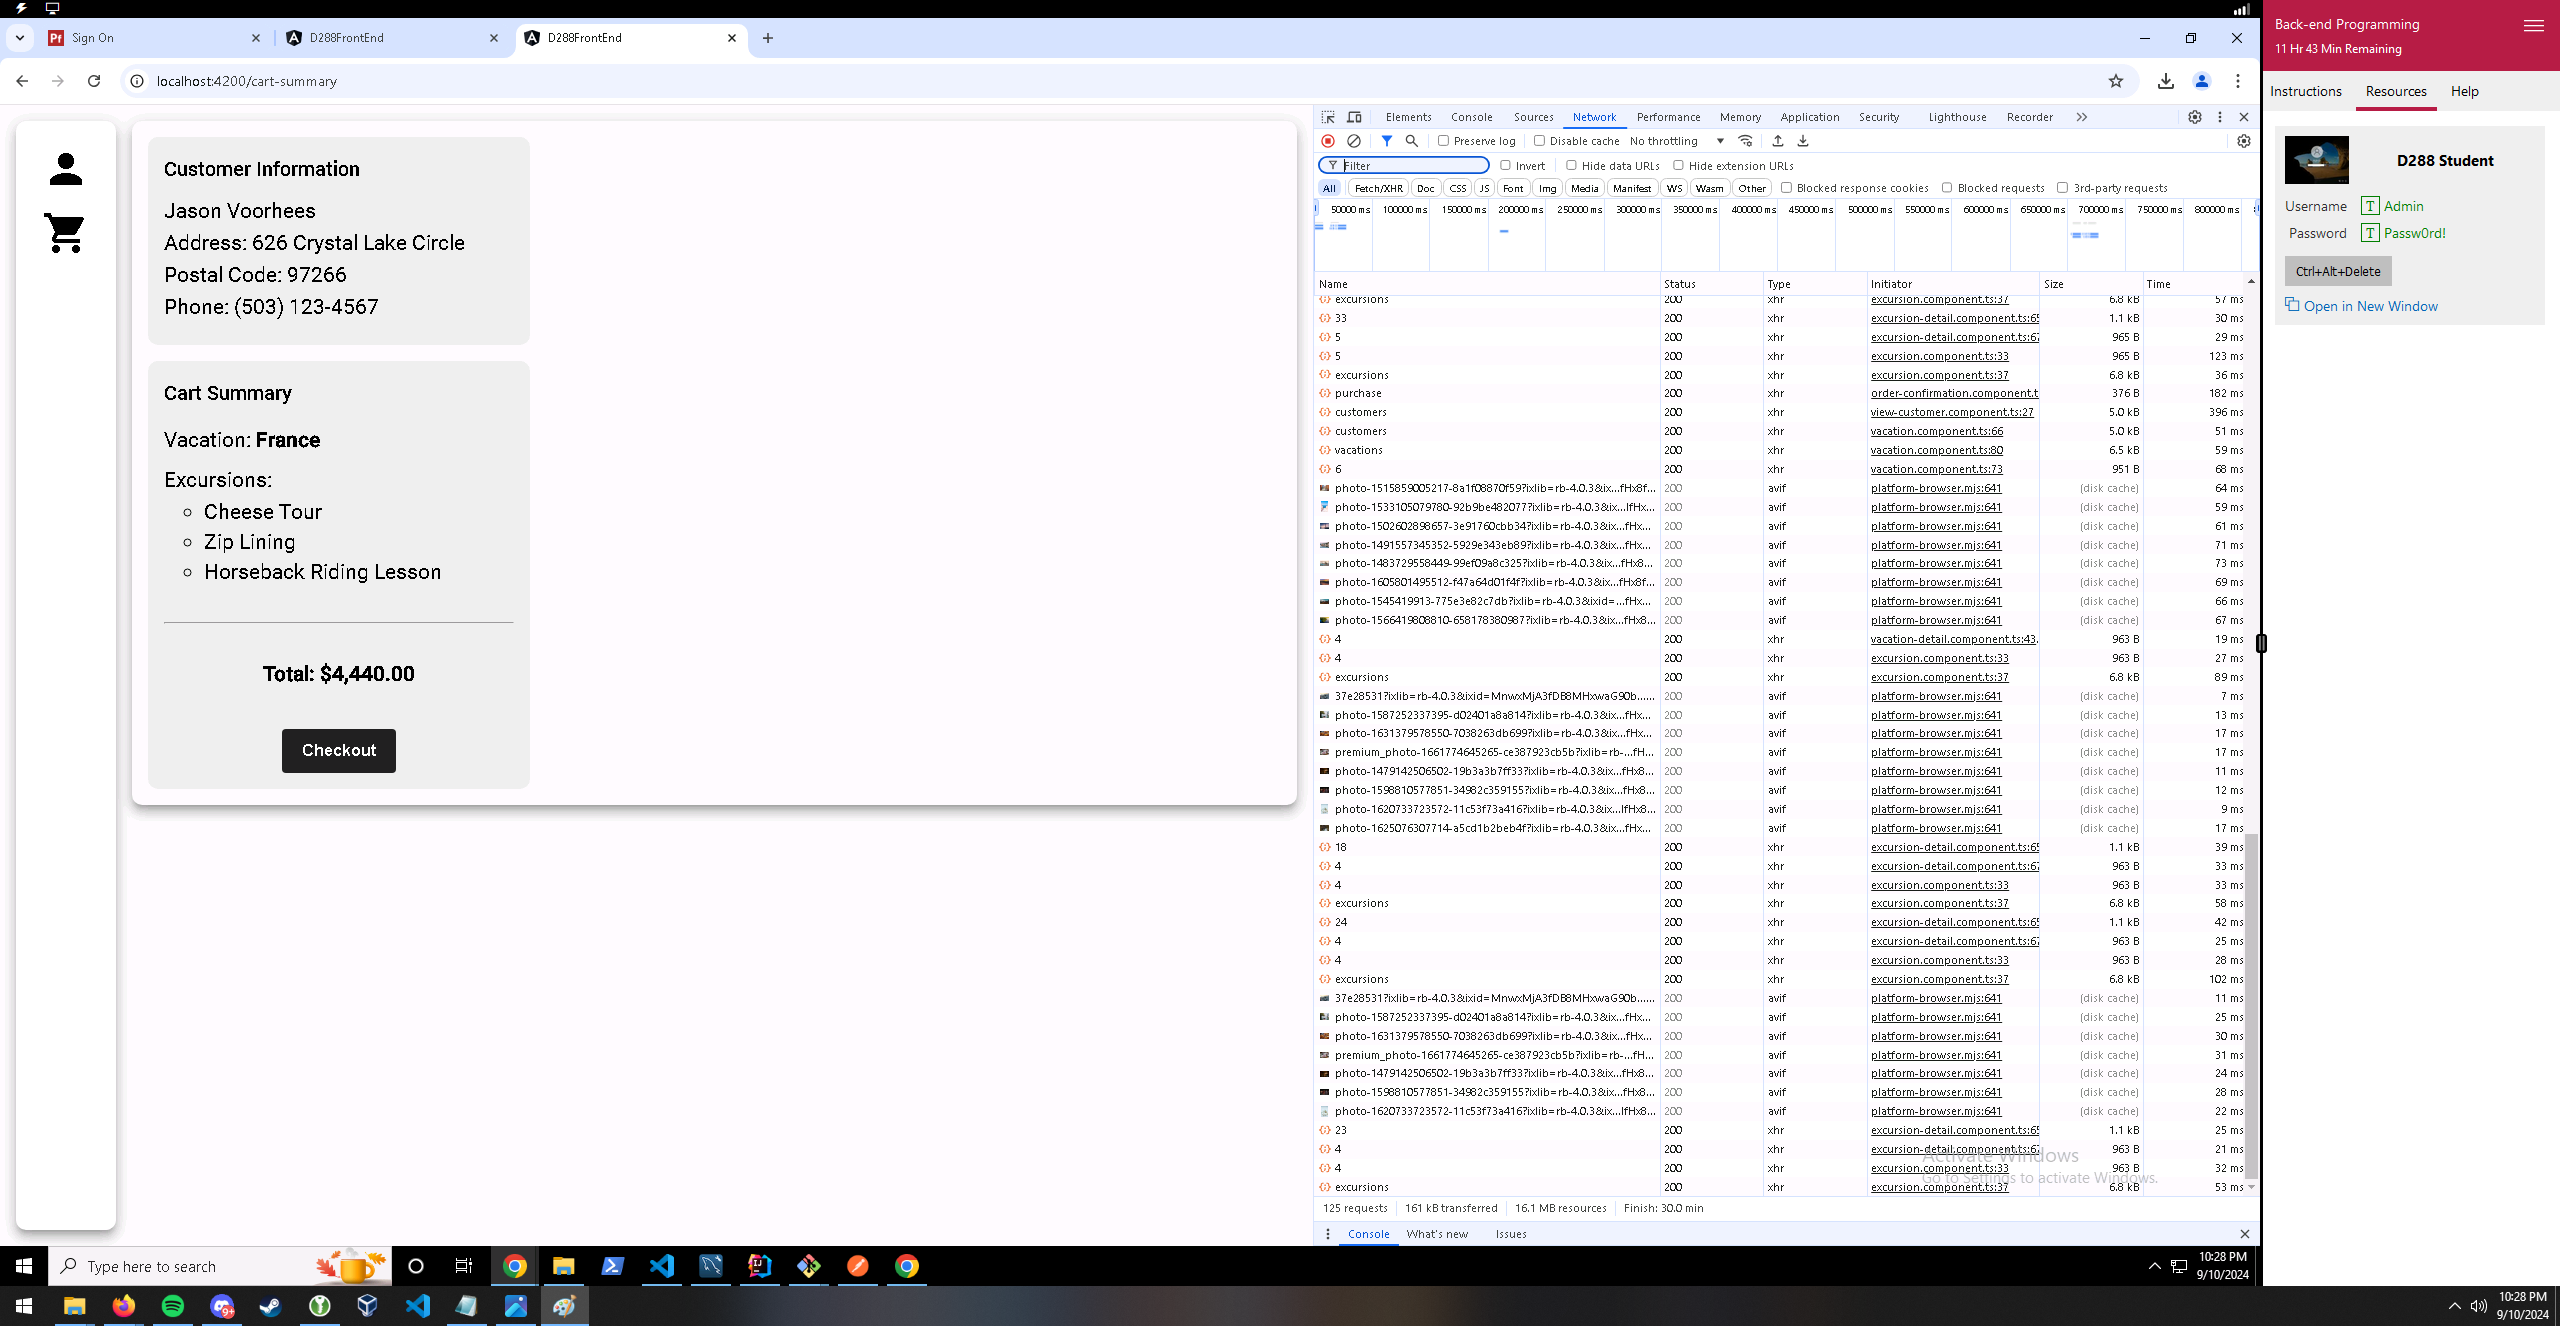 Sign On
D288FrontEnd
D288FrontEnd
localhost:4200/cart-summary
Customer Information
Jason Voorhees
Address: 626 Crystal Lake Circle
Postal Code: 97266
Phone: (503) 123-4567
Cart Summary
Vacation: France
Excursions:
Cheese Tour
Zip Lining
Horseback Riding Lesson
Total: $4,440.00
Checkout
Elements Console Sources Network Performance Memory Application Security Lighthouse Recorder
Preserve log Disable cache No throttling
Filter Invert Hide data URLs Hide extension URLs
All Fetch/XHR Doc CSS JS Font Img Media Manifest WS Wasm Other Blocked response cookies Blocked requests 3rd-party requests
50000 ms 100000 ms 150000 ms 200000 ms 250000 ms 300000 ms 350000 ms 400000 ms 450000 ms 500000 ms 550000 ms 600000 ms 650000 ms 700000 ms 750000 ms 800000 ms
Name Status Type Initiator Size Time
excursions 200 xhr excursion.component.ts:37 6.8 kB 57 ms
33 200 xhr excursion-detail.component.ts:65 1.1 kB 30 ms
5 200 xhr excursion-detail.component.ts:67 965 B 29 ms
5 200 xhr excursion.component.ts:33 965 B 123 ms
excursions 200 xhr excursion.component.ts:37 6.8 kB 36 ms
purchase 200 xhr order-confirmation.component.t 376 B 182 ms
customers 200 xhr view-customer.component.ts:27 5.0 kB 396 ms
customers 200 xhr vacation.component.ts:66 5.0 kB 51 ms
vacations 200 xhr vacation.component.ts:80 6.5 kB 59 ms
6 200 xhr vacation.component.ts:73 951 B 68 ms
photo-1515859005217-8a1f08870f59?ixlib=rb-4.0.3&ix...fHx8f... 200 avif platform-browser.mjs:641 (disk cache) 64 ms
photo-1533105079780-92b9be482077?ixlib=rb-4.0.3&ix...lfHx... 200 avif platform-browser.mjs:641 (disk cache) 59 ms
photo-1502602898657-3e91760cbb34?ixlib=rb-4.0.3&ix...fHx... 200 avif platform-browser.mjs:641 (disk cache) 61 ms
photo-1491557345352-5929e343eb89?ixlib=rb-4.0.3&ix...fHx... 200 avif platform-browser.mjs:641 (disk cache) 71 ms
photo-1483729558449-99ef09a8c325?ixlib=rb-4.0.3&ix...fHx8... 200 avif platform-browser.mjs:641 (disk cache) 73 ms
photo-1605801495512-f47a64d01f4f?ixlib=rb-4.0.3&ix...fHx8f... 200 avif platform-browser.mjs:641 (disk cache) 69 ms
photo-1545419913-775e3e82c7db?ixlib=rb-4.0.3&ixid=...fHx... 200 avif platform-browser.mjs:641 (disk cache) 66 ms
photo-1566419808810-658178380987?ixlib=rb-4.0.3&ix...fHx8... 200 avif platform-browser.mjs:641 (disk cache) 67 ms
4 200 xhr vacation-detail.component.ts:43. 963 B 19 ms
4 200 xhr excursion.component.ts:33 963 B 27 ms
excursions 200 xhr excursion.component.ts:37 6.8 kB 89 ms
37e28531?ixlib=rb-4.0.3&ixid=MnwxMjA3fDB8MHxwaG90b...... 200 avif platform-browser.mjs:641 (disk cache) 7 ms
photo-1587252337395-d02401a8a814?ixlib=rb-4.0.3&ix...fHx... 200 avif platform-browser.mjs:641 (disk cache) 13 ms
photo-1631379578550-7038263db699?ixlib=rb-4.0.3&ix...fHx... 200 avif platform-browser.mjs:641 (disk cache) 17 ms
premium_photo-1661774645265-ce387923cb5b?ixlib=rb-...fH... 200 avif platform-browser.mjs:641 (disk cache) 17 ms
photo-1479142506502-19b3a3b7ff33?ixlib=rb-4.0.3&ix...fHx8... 200 avif platform-browser.mjs:641 (disk cache) 11 ms
photo-1598810577851-34982c359155?ixlib=rb-4.0.3&ix...fHx8... 200 avif platform-browser.mjs:641 (disk cache) 12 ms
photo-1620733723572-11c53f73a416?ixlib=rb-4.0.3&ix...lfHx8... 200 avif platform-browser.mjs:641 (disk cache) 9 ms
photo-1625076307714-a5cd1b2beb4f?ixlib=rb-4.0.3&ix...fHx... 200 avif platform-browser.mjs:641 (disk cache) 17 ms
18 200 xhr excursion-detail.component.ts:65 1.1 kB 39 ms
4 200 xhr excursion-detail.component.ts:67 963 B 33 ms
4 200 xhr excursion.component.ts:33 963 B 33 ms
excursions 200 xhr excursion.component.ts:37 6.8 kB 58 ms
24 200 xhr excursion-detail.component.ts:65 1.1 kB 42 ms
4 200 xhr excursion-detail.component.ts:67 963 B 25 ms
4 200 xhr excursion.component.ts:33 963 B 28 ms
excursions 200 xhr excursion.component.ts:37 6.8 kB 102 ms
37e28531?ixlib=rb-4.0.3&ixid=MnwxMjA3fDB8MHxwaG90b...... 200 avif platform-browser.mjs:641 (disk cache) 11 ms
photo-1587252337395-d02401a8a814?ixlib=rb-4.0.3&ix...fHx... 200 avif platform-browser.mjs:641 (disk cache) 25 ms
photo-1631379578550-7038263db699?ixlib=rb-4.0.3&ix...fHx... 200 avif platform-browser.mjs:641 (disk cache) 30 ms
premium_photo-1661774645265-ce387923cb5b?ixlib=rb-...fH... 200 avif platform-browser.mjs:641 (disk cache) 31 ms
photo-1479142506502-19b3a3b7ff33?ixlib=rb-4.0.3&ix...fHx8... 200 avif platform-browser.mjs:641 (disk cache) 24 ms
photo-1598810577851-34982c359155?ixlib=rb-4.0.3&ix...fHx8... 200 avif platform-browser.mjs:641 (disk cache) 28 ms
photo-1620733723572-11c53f73a416?ixlib=rb-4.0.3&ix...lfHx8... 200 avif platform-browser.mjs:641 (disk cache) 22 ms
23 200 xhr excursion-detail.component.ts:65 1.1 kB 25 ms
4 200 xhr excursion-detail.component.ts:67 963 B 21 ms
4 200 xhr excursion.component.ts:33 963 B 32 ms
excursions 200 xhr excursion.component.ts:37 6.8 kB 53 ms
Activate Windows
Go to Settings to activate Windows.
125 requests 161 kB transferred 16.1 MB resources Finish: 30.0 min
Console What's new Issues
Type here to search
10:28 PM
9/10/2024
Back-end Programming
11 Hr 43 Min Remaining
Instructions Resources Help
D288 Student
Username T Admin
Password T Passw0rd!
Ctrl+Alt+Delete
Open in New Window
9+
10:28 PM
9/10/2024